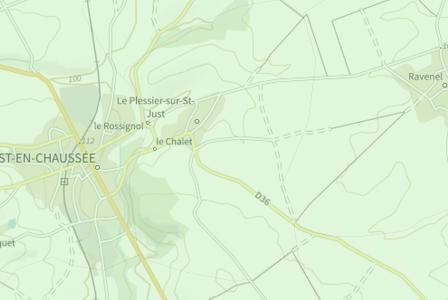 Ravenel
100
Le Plessier-sur-St-
Just
le Rossignol
112
le Chalet
ST-EN-CHAUSSÉE
D36
quet